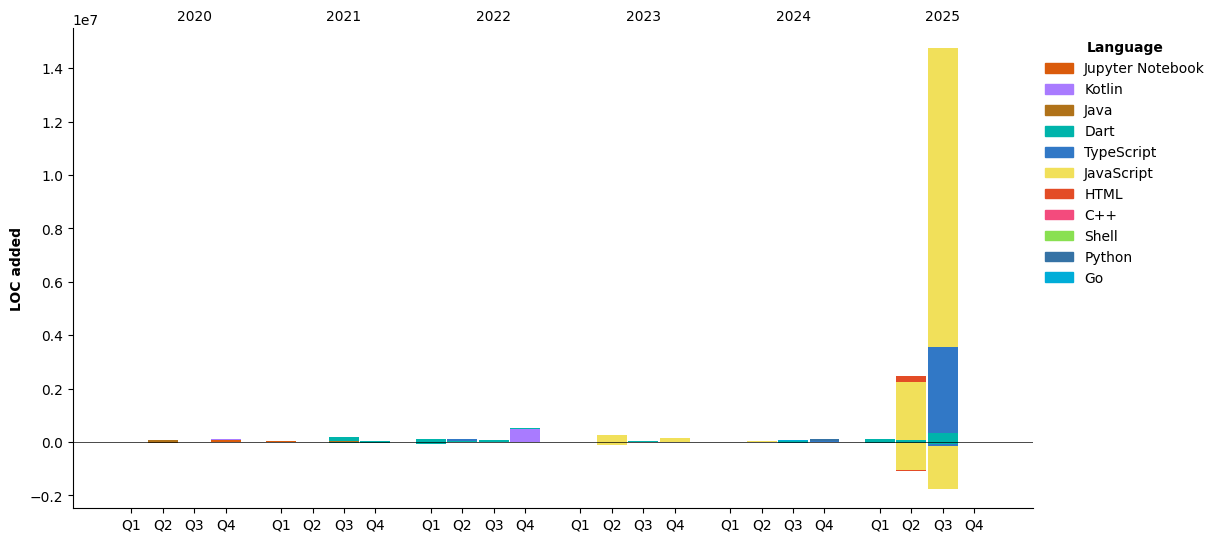 2020 2021 2022 2023 2024 2025
1e7
Language
Jupyter Notebook
Kotlin
Java
Dart
TypeScript
JavaScript
HTML
C++
Shell
Python
Go
LOC added
1.4
1.2
1.0
0.8
0.6
0.4
0.2
0.0
−0.2
Q1 Q2 Q3 Q4 Q1 Q2 Q3 Q4 Q1 Q2 Q3 Q4 Q1 Q2 Q3 Q4 Q1 Q2 Q3 Q4 Q1 Q2 Q3 Q4